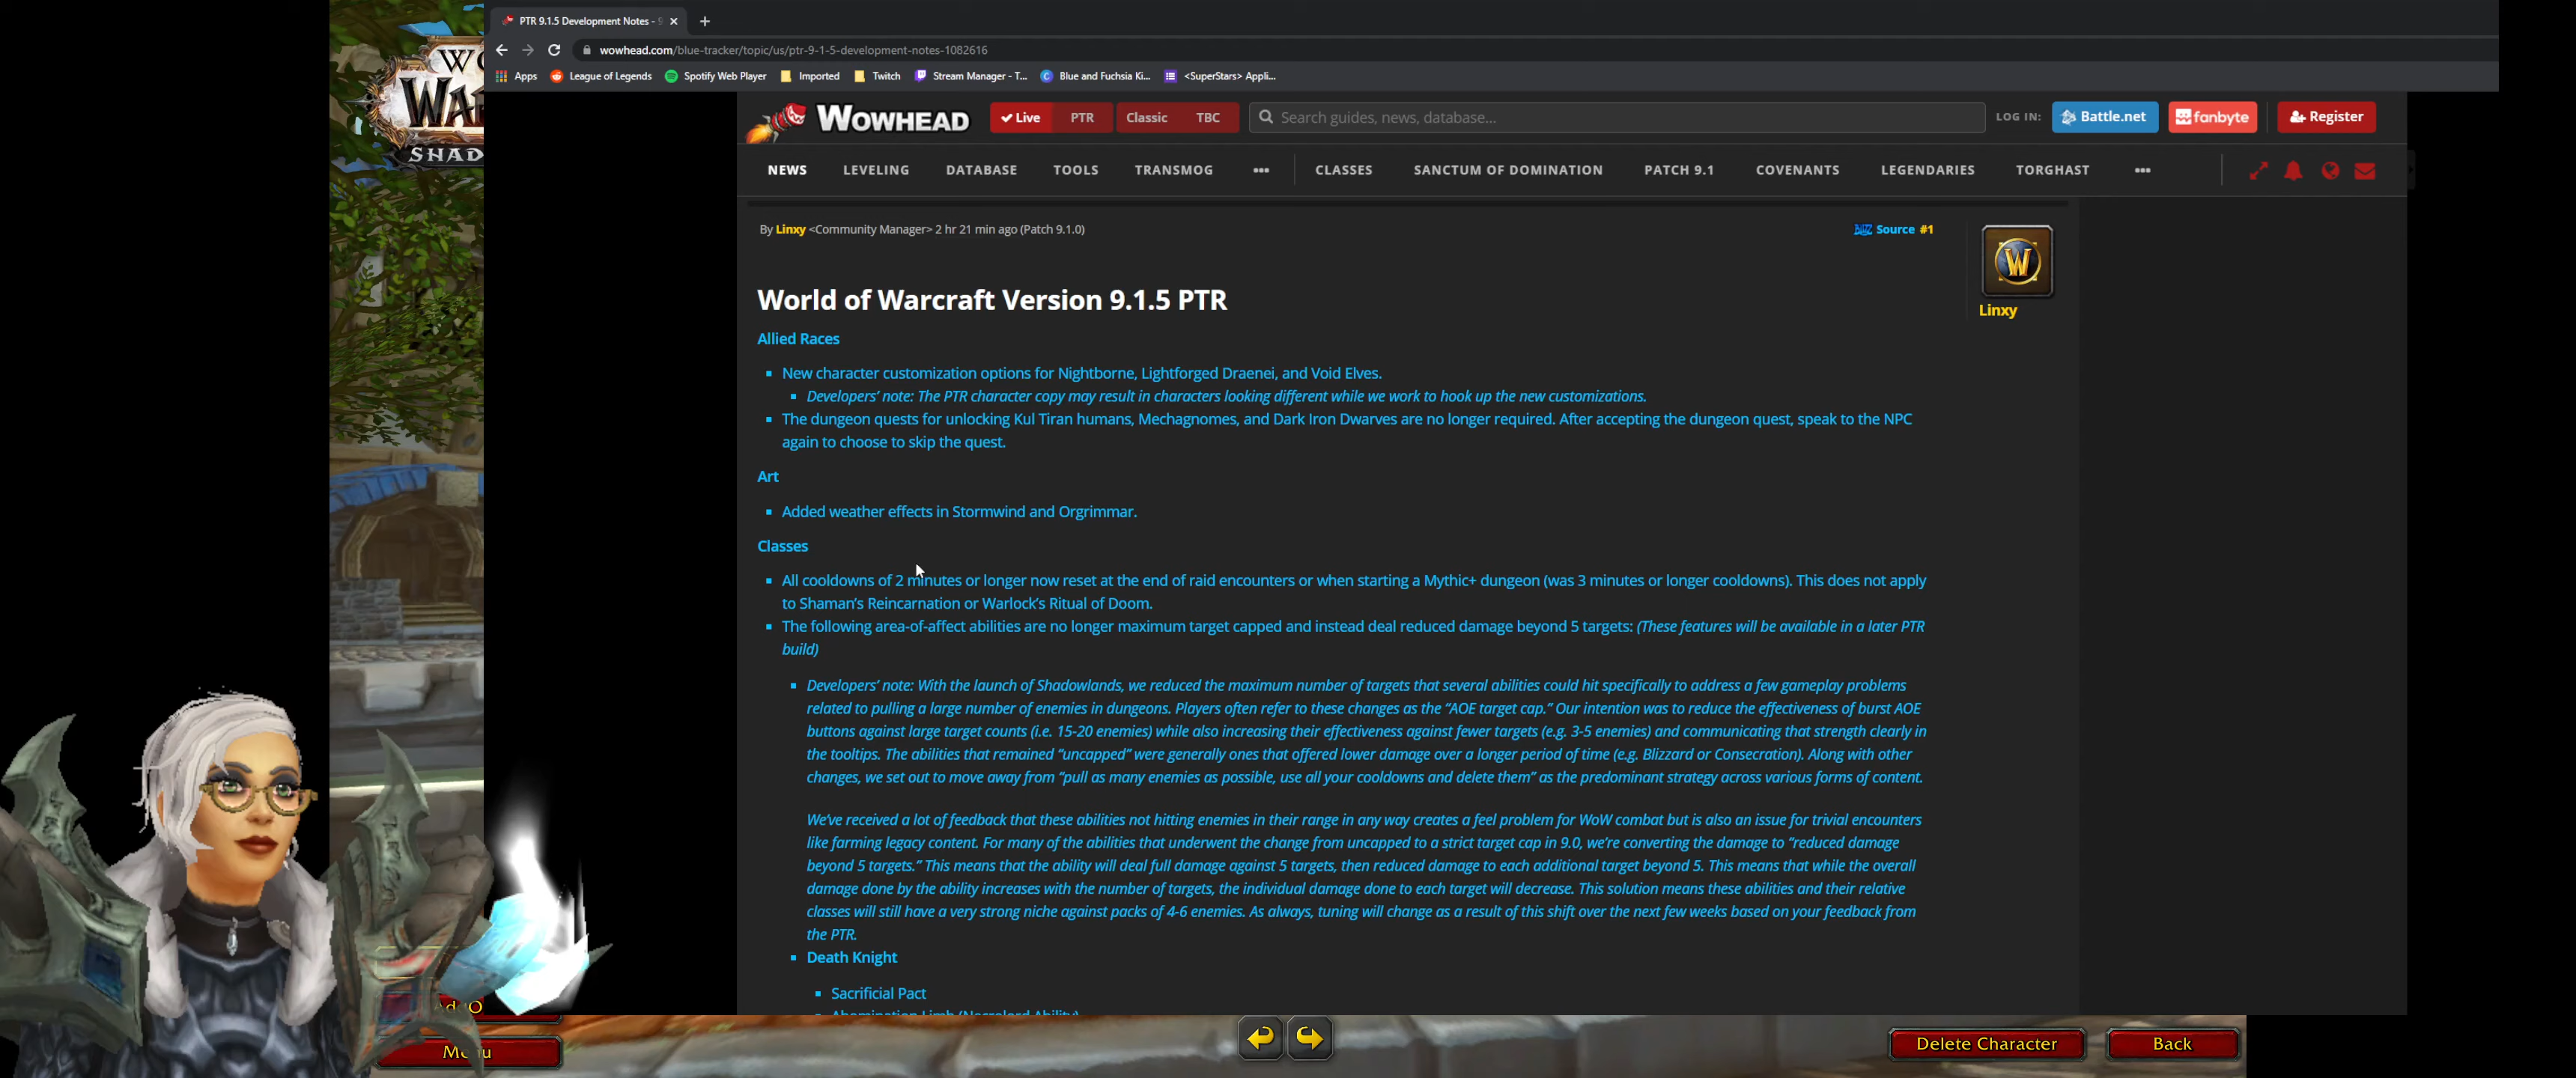 PTR 9.1.5 Development Notes - 9
wowhead.com/blue-tracker/topic/us/ptr-9-1-5-development-notes-1082616
Apps League of Legends Spotify Web Player Imported Twitch Stream Manager - T... Blue and Fuchsia Ki... <SuperStars> Appli...
SHAD
WOWHEAD Live PTR Classic TBC Search guides, news, database... LOG IN: Battle.net fanbyte Register
NEWS LEVELING DATABASE TOOLS TRANSMOG ••• CLASSES SANCTUM OF DOMINATION PATCH 9.1 COVENANTS LEGENDARIES TORGHAST •••
By Linxy <Community Manager> 2 hr 21 min ago (Patch 9.1.0) Source #1
Linxy
World of Warcraft Version 9.1.5 PTR
Allied Races
New character customization options for Nightborne, Lightforged Draenei, and Void Elves.
Developers' note: The PTR character copy may result in characters looking different while we work to hook up the new customizations.
The dungeon quests for unlocking Kul Tiran humans, Mechagnomes, and Dark Iron Dwarves are no longer required. After accepting the dungeon quest, speak to the NPC
again to choose to skip the quest.
Art
Added weather effects in Stormwind and Orgrimmar.
Classes
All cooldowns of 2 minutes or longer now reset at the end of raid encounters or when starting a Mythic+ dungeon (was 3 minutes or longer cooldowns). This does not apply
to Shaman's Reincarnation or Warlock's Ritual of Doom.
The following area-of-affect abilities are no longer maximum target capped and instead deal reduced damage beyond 5 targets: (These features will be available in a later PTR
build)
Developers' note: With the launch of Shadowlands, we reduced the maximum number of targets that several abilities could hit specifically to address a few gameplay problems
related to pulling a large number of enemies in dungeons. Players often refer to these changes as the “AOE target cap.” Our intention was to reduce the effectiveness of burst AOE
buttons against large target counts (i.e. 15-20 enemies) while also increasing their effectiveness against fewer targets (e.g. 3-5 enemies) and communicating that strength clearly in
the tooltips. The abilities that remained “uncapped” were generally ones that offered lower damage over a longer period of time (e.g. Blizzard or Consecration). Along with other
changes, we set out to move away from “pull as many enemies as possible, use all your cooldowns and delete them” as the predominant strategy across various forms of content.
We've received a lot of feedback that these abilities not hitting enemies in their range in any way creates a feel problem for WoW combat but is also an issue for trivial encounters
like farming legacy content. For many of the abilities that underwent the change from uncapped to a strict target cap in 9.0, we're converting the damage to “reduced damage
beyond 5 targets.” This means that the ability will deal full damage against 5 targets, then reduced damage to each additional target beyond 5. This means that while the overall
damage done by the ability increases with the number of targets, the individual damage done to each target will decrease. This solution means these abilities and their relative
classes will still have a very strong niche against packs of 4-6 enemies. As always, tuning will change as a result of this shift over the next few weeks based on your feedback from
the PTR.
Death Knight
Sacrificial Pact
Abomination Limb (Necrolord Ability)
Delete Character Back